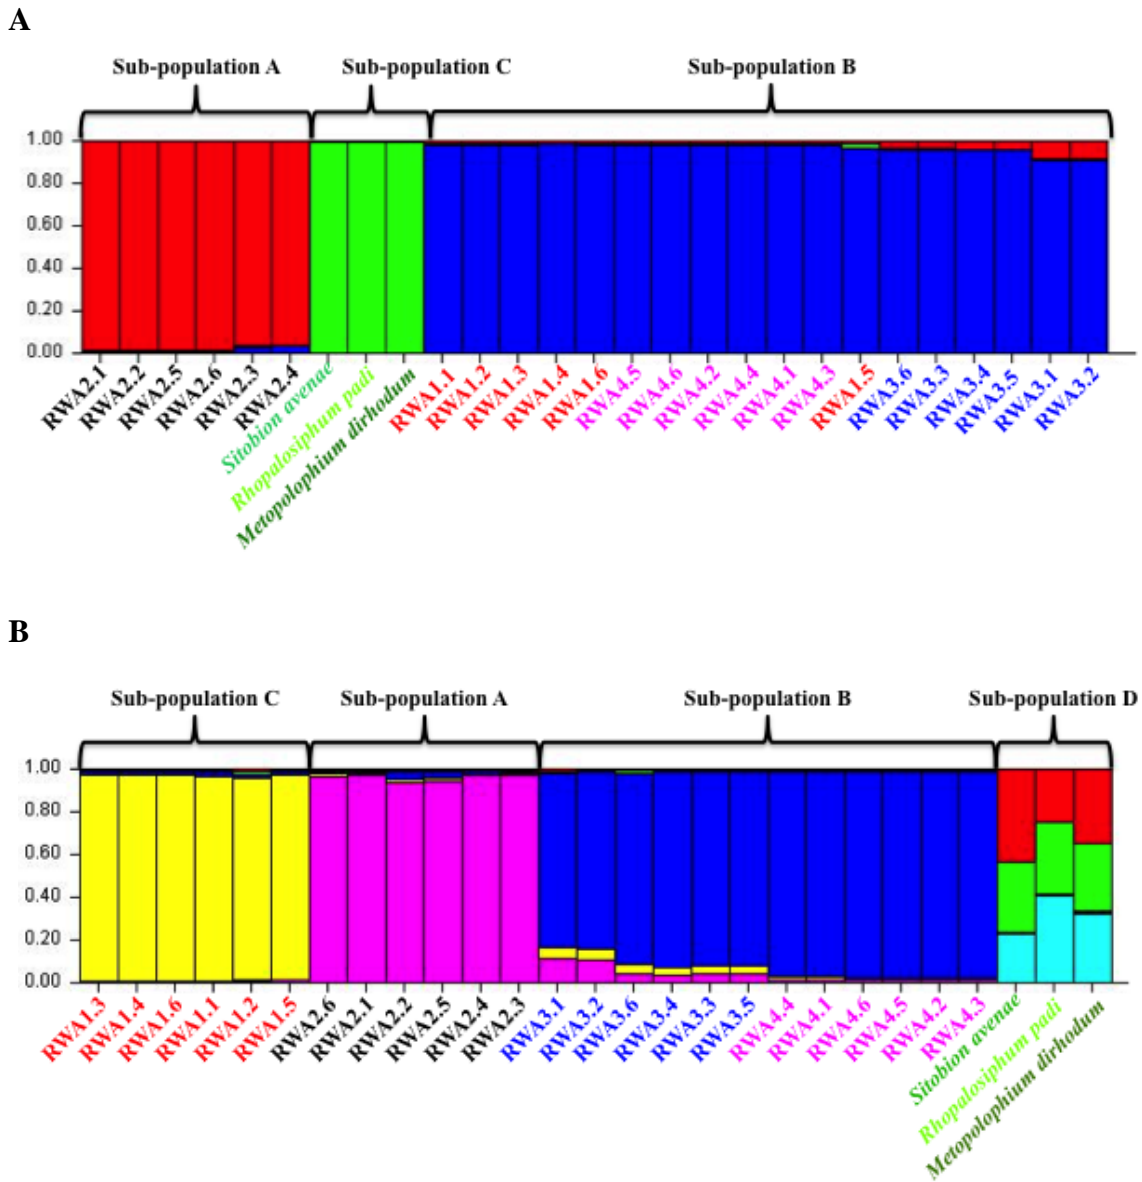 A
Sub-population A Sub-population C Sub-population B
1.00
0.80
0.60
0.40
0.20
0.00
RWA2.1 RWA2.2 RWA2.5 RWA2.6 RWA2.3 RWA2.4 Sitobion avenae Rhopalosiphum padi Metopolophium dirhodum RWA1.1 RWA1.2 RWA1.3 RWA1.4 RWA1.6 RWA4.5 RWA4.6 RWA4.2 RWA4.4 RWA4.1 RWA4.3 RWA1.5 RWA3.6 RWA3.3 RWA3.4 RWA3.5 RWA3.1 RWA3.2
B
Sub-population C Sub-population A Sub-population B Sub-population D
1.00
0.80
0.60
0.40
0.20
0.00
RWA1.3 RWA1.4 RWA1.6 RWA1.1 RWA1.2 RWA1.5 RWA2.6 RWA2.1 RWA2.2 RWA2.5 RWA2.4 RWA2.3 RWA3.1 RWA3.2 RWA3.6 RWA3.4 RWA3.3 RWA3.5 RWA4.4 RWA4.1 RWA4.6 RWA4.5 RWA4.2 RWA4.3 Sitobion avenae Rhopalosiphum padi Metopolophium dirhodum